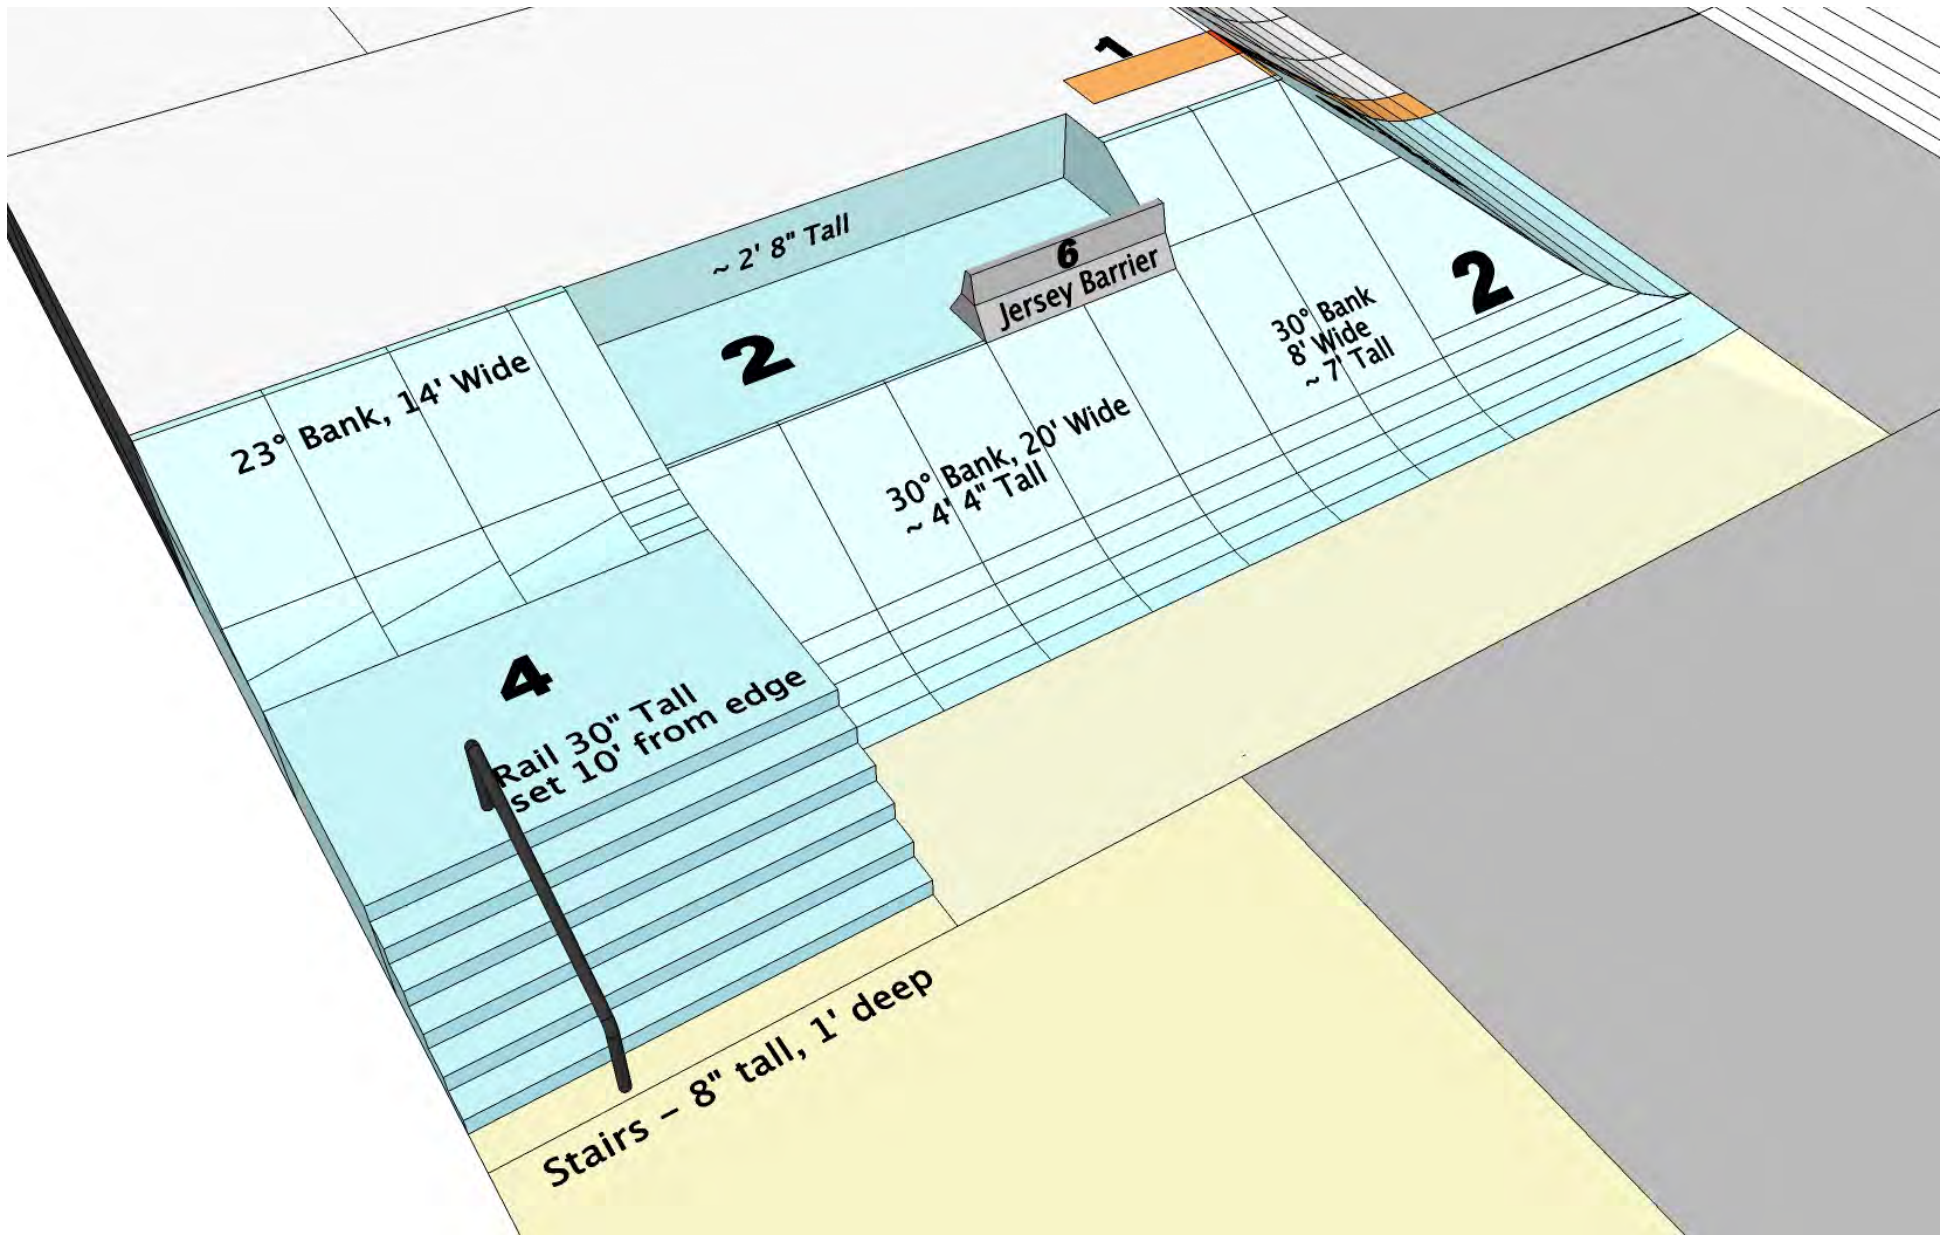 1
~ 2' 8" Tall
6
Jersey Barrier
2
2
30° Bank
8' Wide
~ 7' Tall
23° Bank, 14' Wide
30° Bank, 20' Wide
~ 4' 4" Tall
4
Rail 30" Tall
set 10' from edge
Stairs – 8" tall, 1' deep